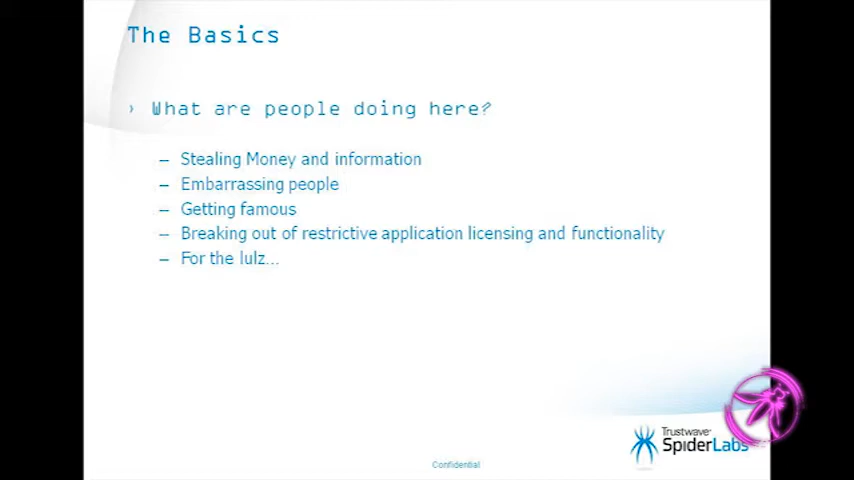 The Basics
› What are people doing here?
– Stealing Money and information
– Embarrassing people
– Getting famous
– Breaking out of restrictive application licensing and functionality
– For the lulz...
Trustwave®
SpiderLabs
Confidential